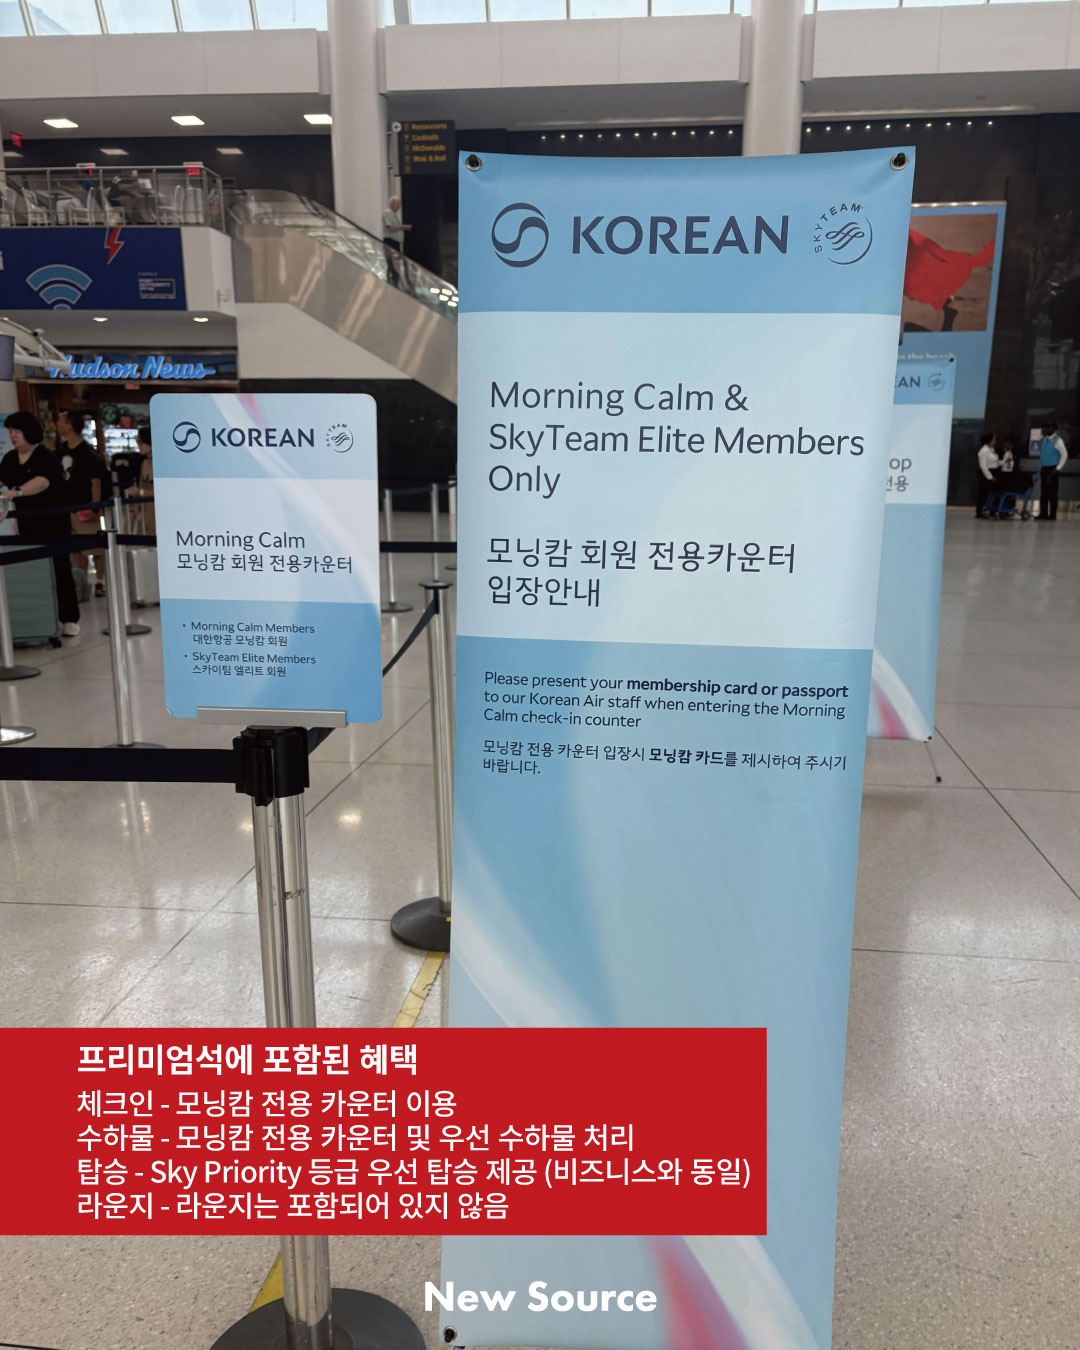 Restaurants
Cocktails
McDonalds
Wok & Roll
Hudson News
KOREAN
SKYTEAM
Morning Calm &
SkyTeam Elite Members
Only
모닝캄 회원 전용카운터
입장안내
Please present your membership card or passport
to our Korean Air staff when entering the Morning
Calm check-in counter
모닝캄 전용 카운터 입장시 모닝캄 카드를 제시하여 주시기
바랍니다.
KOREAN
SKYTEAM
Morning Calm
모닝캄 회원 전용카운터
• Morning Calm Members
대한항공 모닝캄 회원
• SkyTeam Elite Members
스카이팀 엘리트 회원
프리미엄석에 포함된 혜택
체크인 - 모닝캄 전용 카운터 이용
수하물 - 모닝캄 전용 카운터 및 우선 수하물 처리
탑승 - Sky Priority 등급 우선 탑승 제공 (비즈니스와 동일)
라운지 - 라운지는 포함되어 있지 않음
New Source